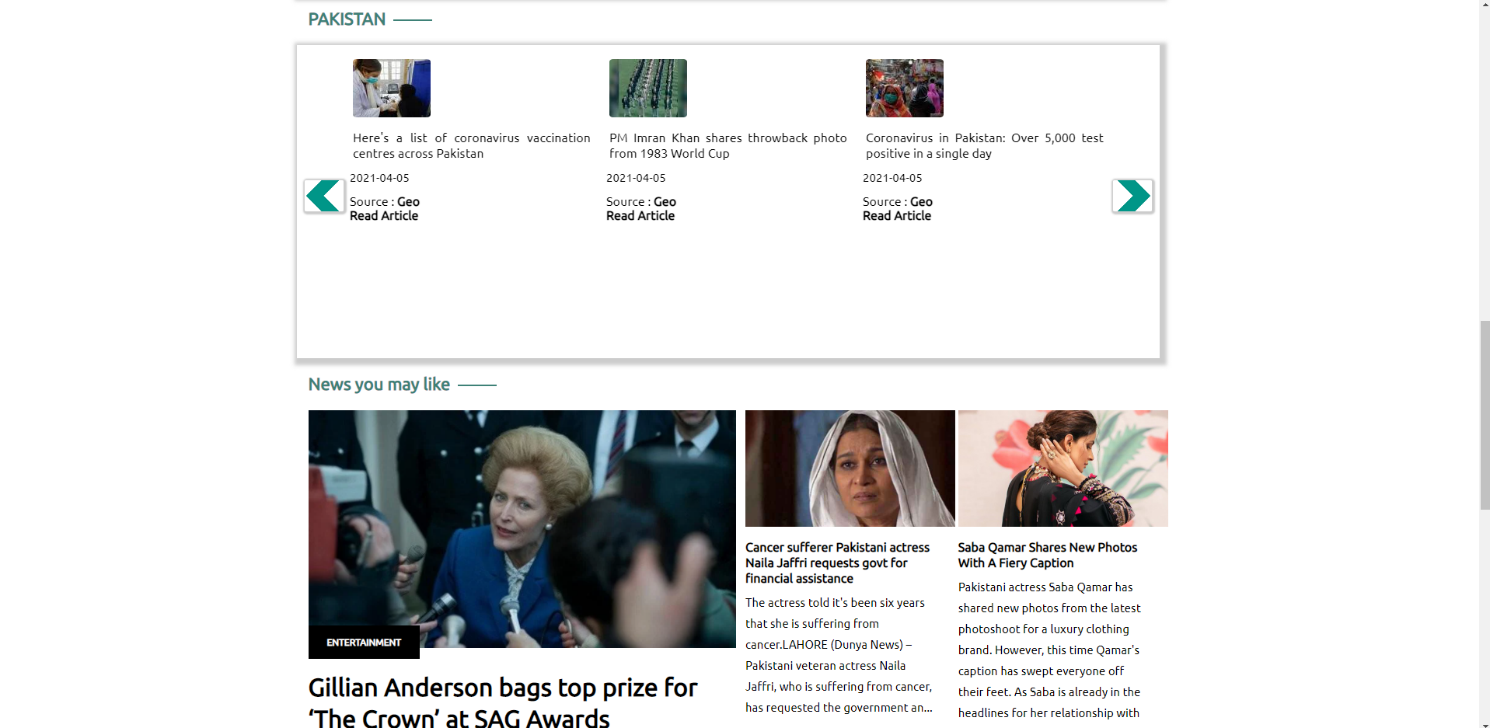 PAKISTAN
Here's a list of coronavirus vaccination
centres across Pakistan
2021-04-05
Source : Geo
Read Article
PM Imran Khan shares throwback photo
from 1983 World Cup
2021-04-05
Source : Geo
Read Article
Coronavirus in Pakistan: Over 5,000 test
positive in a single day
2021-04-05
Source : Geo
Read Article
News you may like
ENTERTAINMENT
Gillian Anderson bags top prize for
‘The Crown’ at SAG Awards
Cancer sufferer Pakistani actress
Naila Jaffri requests govt for
financial assistance
The actress told it's been six years
that she is suffering from
cancer.LAHORE (Dunya News) –
Pakistani veteran actress Naila
Jaffri, who is suffering from cancer,
has requested the government an...
Saba Qamar Shares New Photos
With A Fiery Caption
Pakistani actress Saba Qamar has
shared new photos from the latest
photoshoot for a luxury clothing
brand. However, this time Qamar's
caption has swept everyone off
their feet. As Saba is already in the
headlines for her relationship with